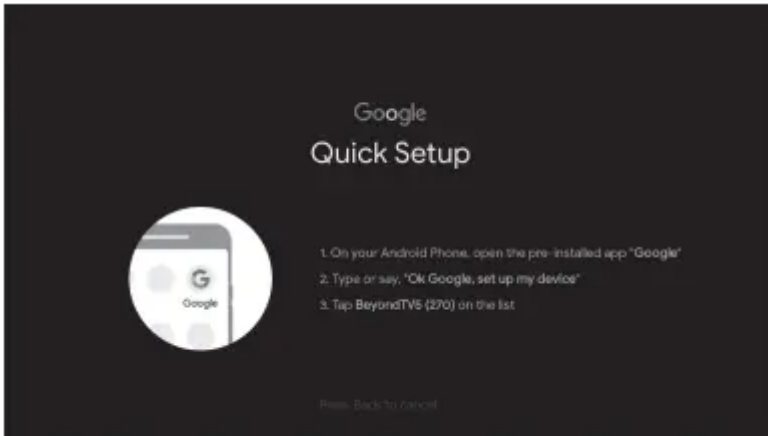 Google
Quick Setup
1. On your Android Phone, open the pre-installed app "Google"
2. Type or say, "Ok Google, set up my device"
3. Tap BeyondTV5 (270) on the list
G
Google
Press Back to cancel